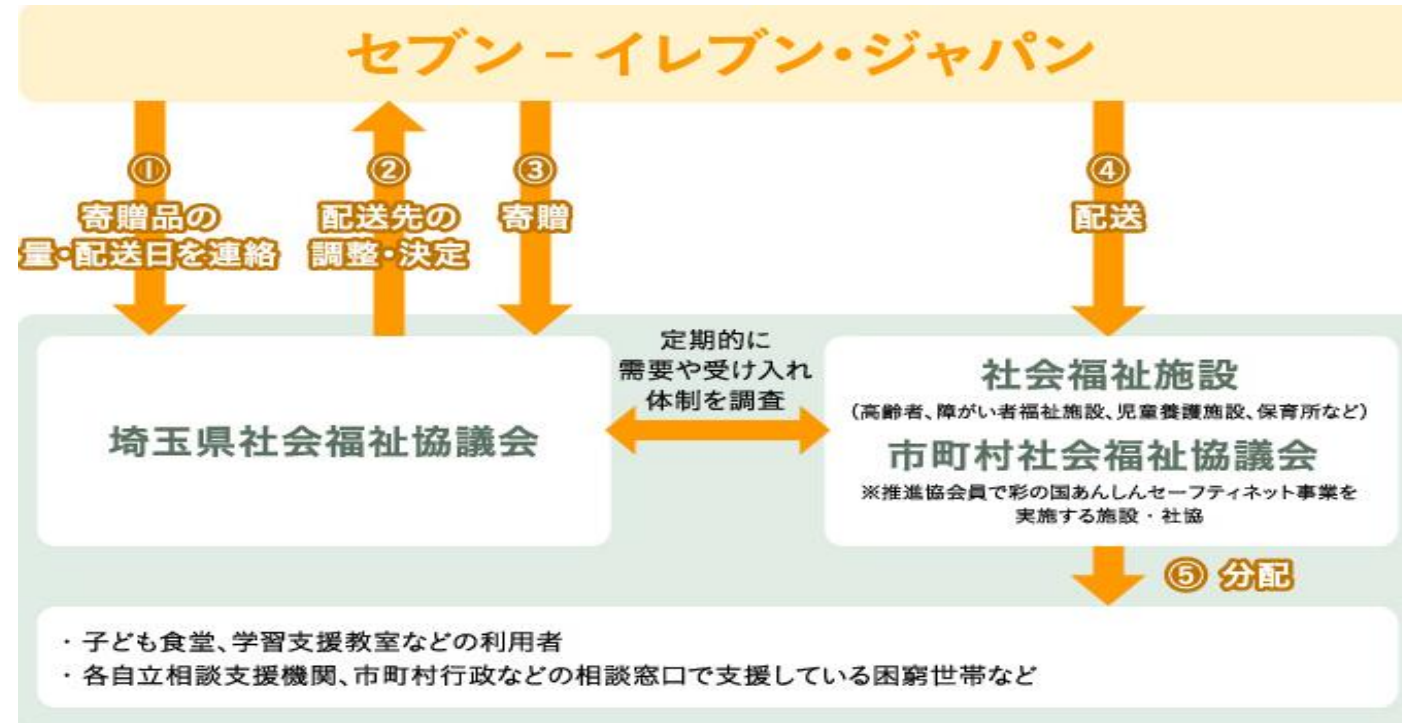 セブン－イレブン・ジャパン
①
寄贈品の
量・配送日を連絡
②
配送先の
調整・決定
③
寄贈
④
配送
定期的に
需要や受け入れ
体制を調査
埼玉県社会福祉協議会
社会福祉施設
（高齢者、障がい者福祉施設、児童養護施設、保育所など）
市町村社会福祉協議会
※推進協会員で彩の国あんしんセーフティネット事業を
実施する施設・社協
⑤ 分配
・子ども食堂、学習支援教室などの利用者
・各自立相談支援機関、市町村行政などの相談窓口で支援している困窮世帯など